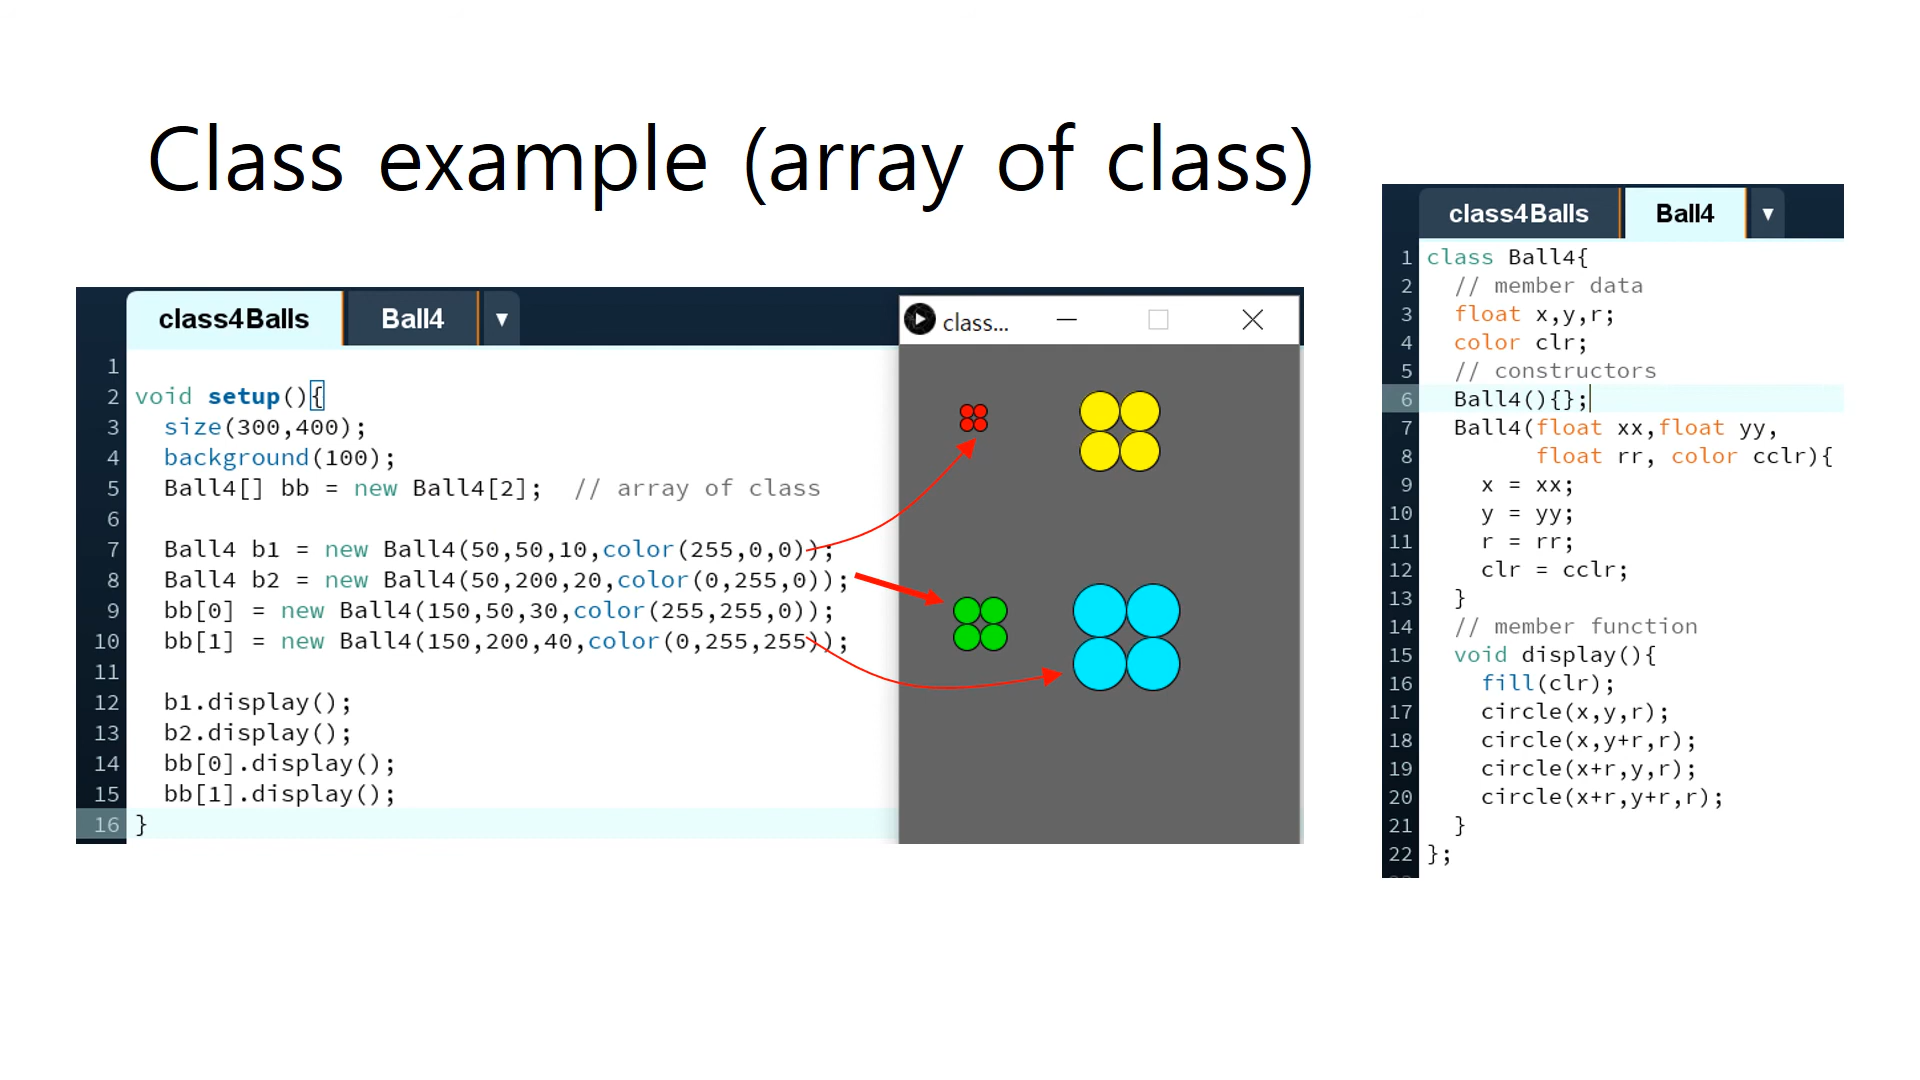 Class example (array of class)
class4Balls Ball4 ▼
1
2 void setup(){
3 size(300,400);
4 background(100);
5 Ball4[] bb = new Ball4[2]; // array of class
6
7 Ball4 b1 = new Ball4(50,50,10,color(255,0,0));
8 Ball4 b2 = new Ball4(50,200,20,color(0,255,0));
9 bb[0] = new Ball4(150,50,30,color(255,255,0));
10 bb[1] = new Ball4(150,200,40,color(0,255,255));
11
12 b1.display();
13 b2.display();
14 bb[0].display();
15 bb[1].display();
16 }
class...
class4Balls Ball4 ▼
1 class Ball4{
2 // member data
3 float x,y,r;
4 color clr;
5 // constructors
6 Ball4(){};
7 Ball4(float xx,float yy,
8 float rr, color cclr){
9 x = xx;
10 y = yy;
11 r = rr;
12 clr = cclr;
13 }
14 // member function
15 void display(){
16 fill(clr);
17 circle(x,y,r);
18 circle(x,y+r,r);
19 circle(x+r,y,r);
20 circle(x+r,y+r,r);
21 }
22 };